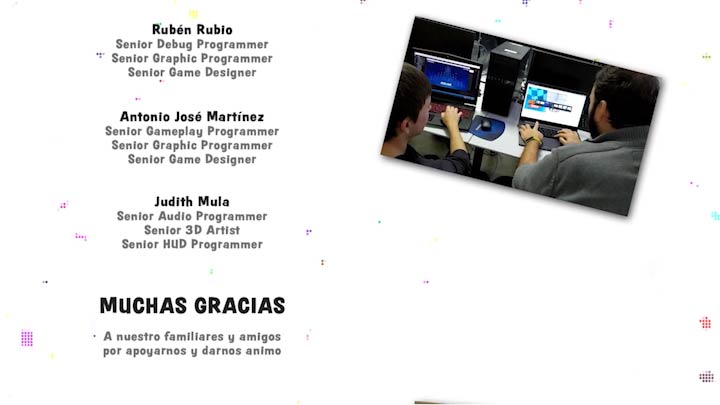 Rubén Rubio
Senior Debug Programmer
Senior Graphic Programmer
Senior Game Designer
Antonio José Martínez
Senior Gameplay Programmer
Senior Graphic Programmer
Senior Game Designer
Judith Mula
Senior Audio Programmer
Senior 3D Artist
Senior HUD Programmer
MUCHAS GRACIAS
A nuestro familiares y amigos
por apoyarnos y darnos animo